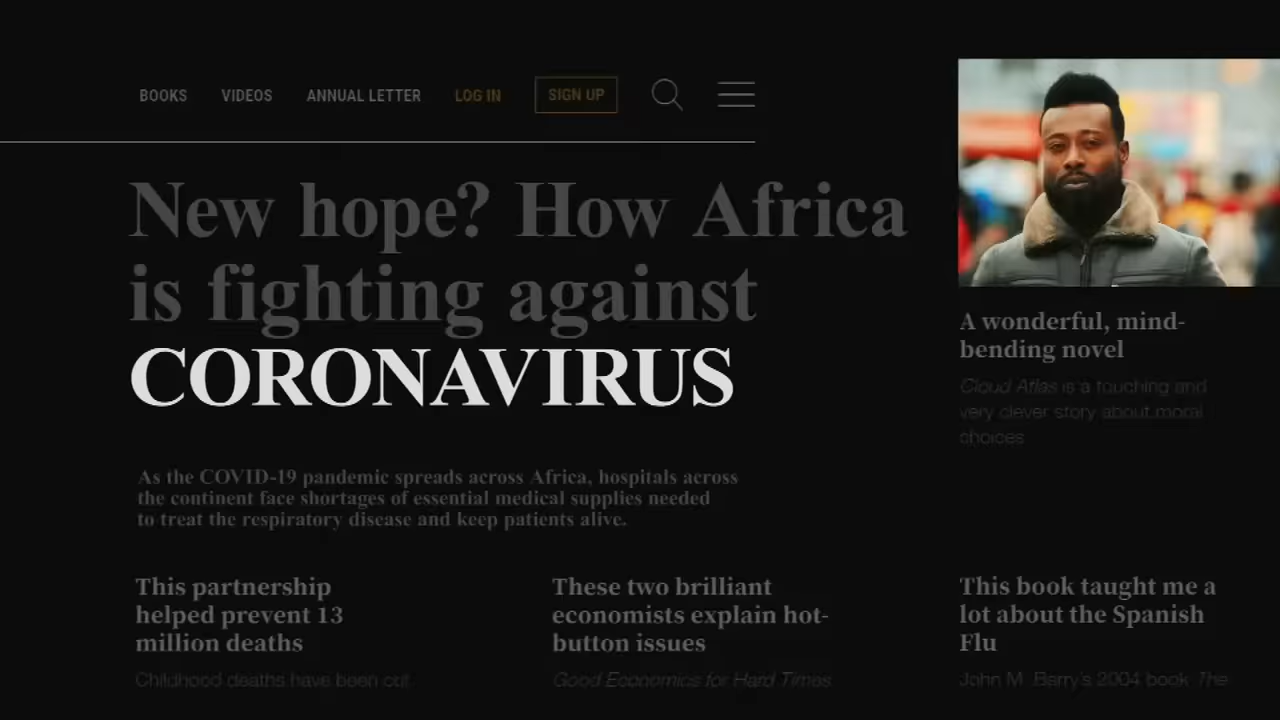 BOOKS VIDEOS ANNUAL LETTER LOG IN SIGN UP
New hope? How Africa
is fighting against
CORONAVIRUS
As the COVID-19 pandemic spreads across Africa, hospitals across
the continent face shortages of essential medical supplies needed
to treat the respiratory disease and keep patients alive.
A wonderful, mind-
bending novel
Cloud Atlas is a touching and
very clever story about moral
choices
This partnership
helped prevent 13
million deaths
Childhood deaths have been cut
These two brilliant
economists explain hot-
button issues
Good Economics for Hard Times
This book taught me a
lot about the Spanish
Flu
John M. Barry's 2004 book The